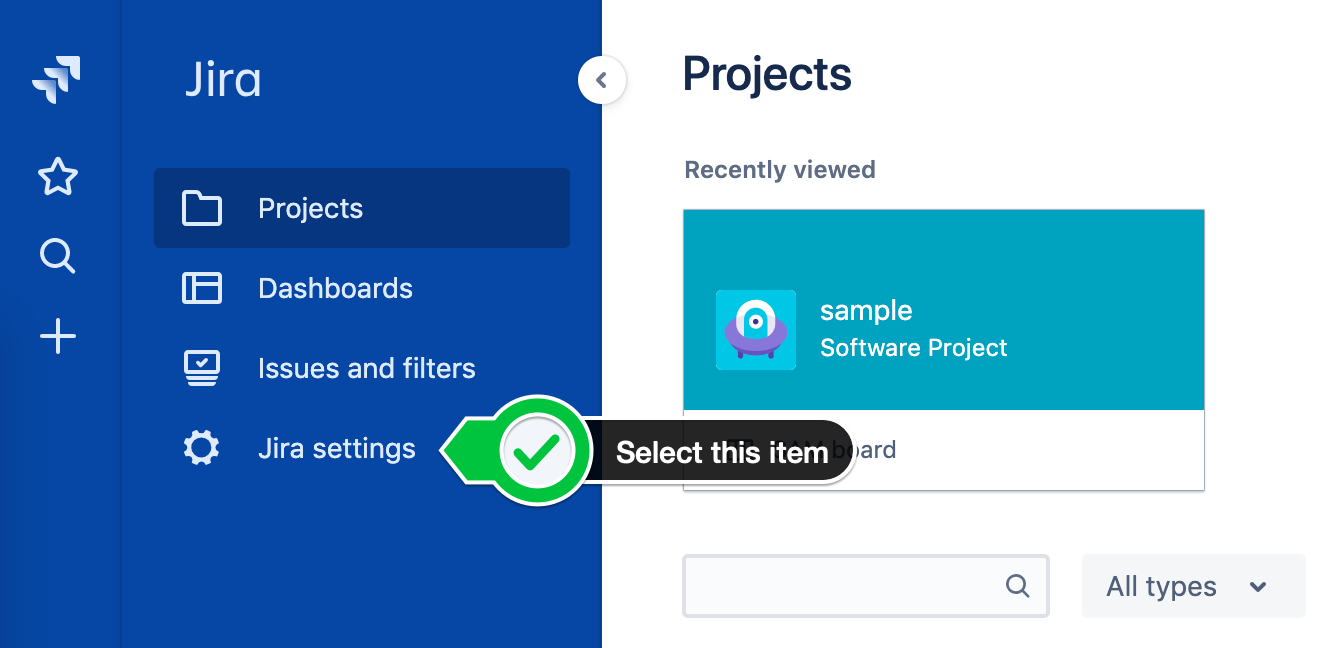 Jira
Projects
Dashboards
Issues and filters
Jira settings
Select this item
Projects
Recently viewed
sample
Software Project
board
All types